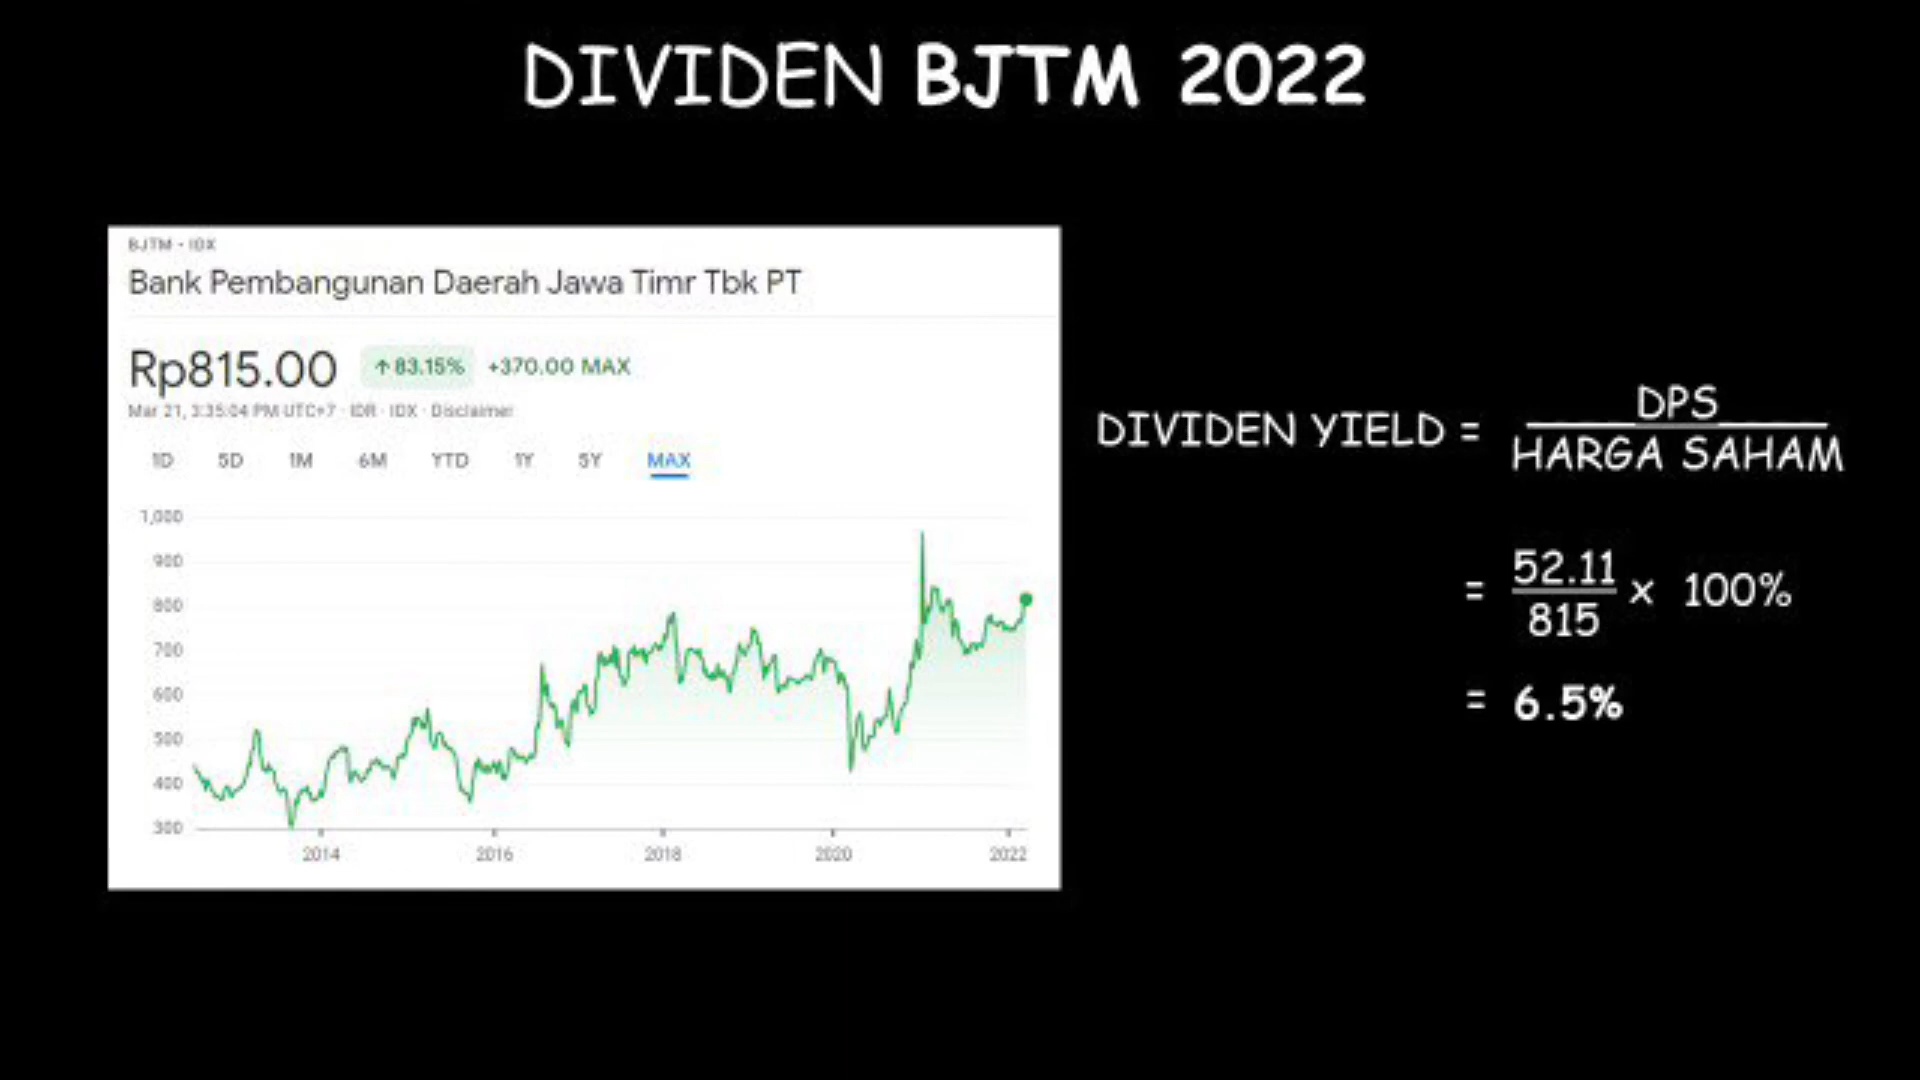 DIVIDEN BJTM 2022
BJTM • IDX
Bank Pembangunan Daerah Jawa Timr Tbk PT
Rp815.00 ↑83.15% +370.00 MAX
Mar 21, 3:35:04 PM UTC+7 · IDR · IDX · Disclaimer
1D 5D 1M 6M YTD 1Y 5Y MAX
1,000
900
800
700
600
500
400
300
2014 2016 2018 2020 2022
DIVIDEN YIELD = DPS
HARGA SAHAM
= 52.11
815
x 100%
= 6.5%